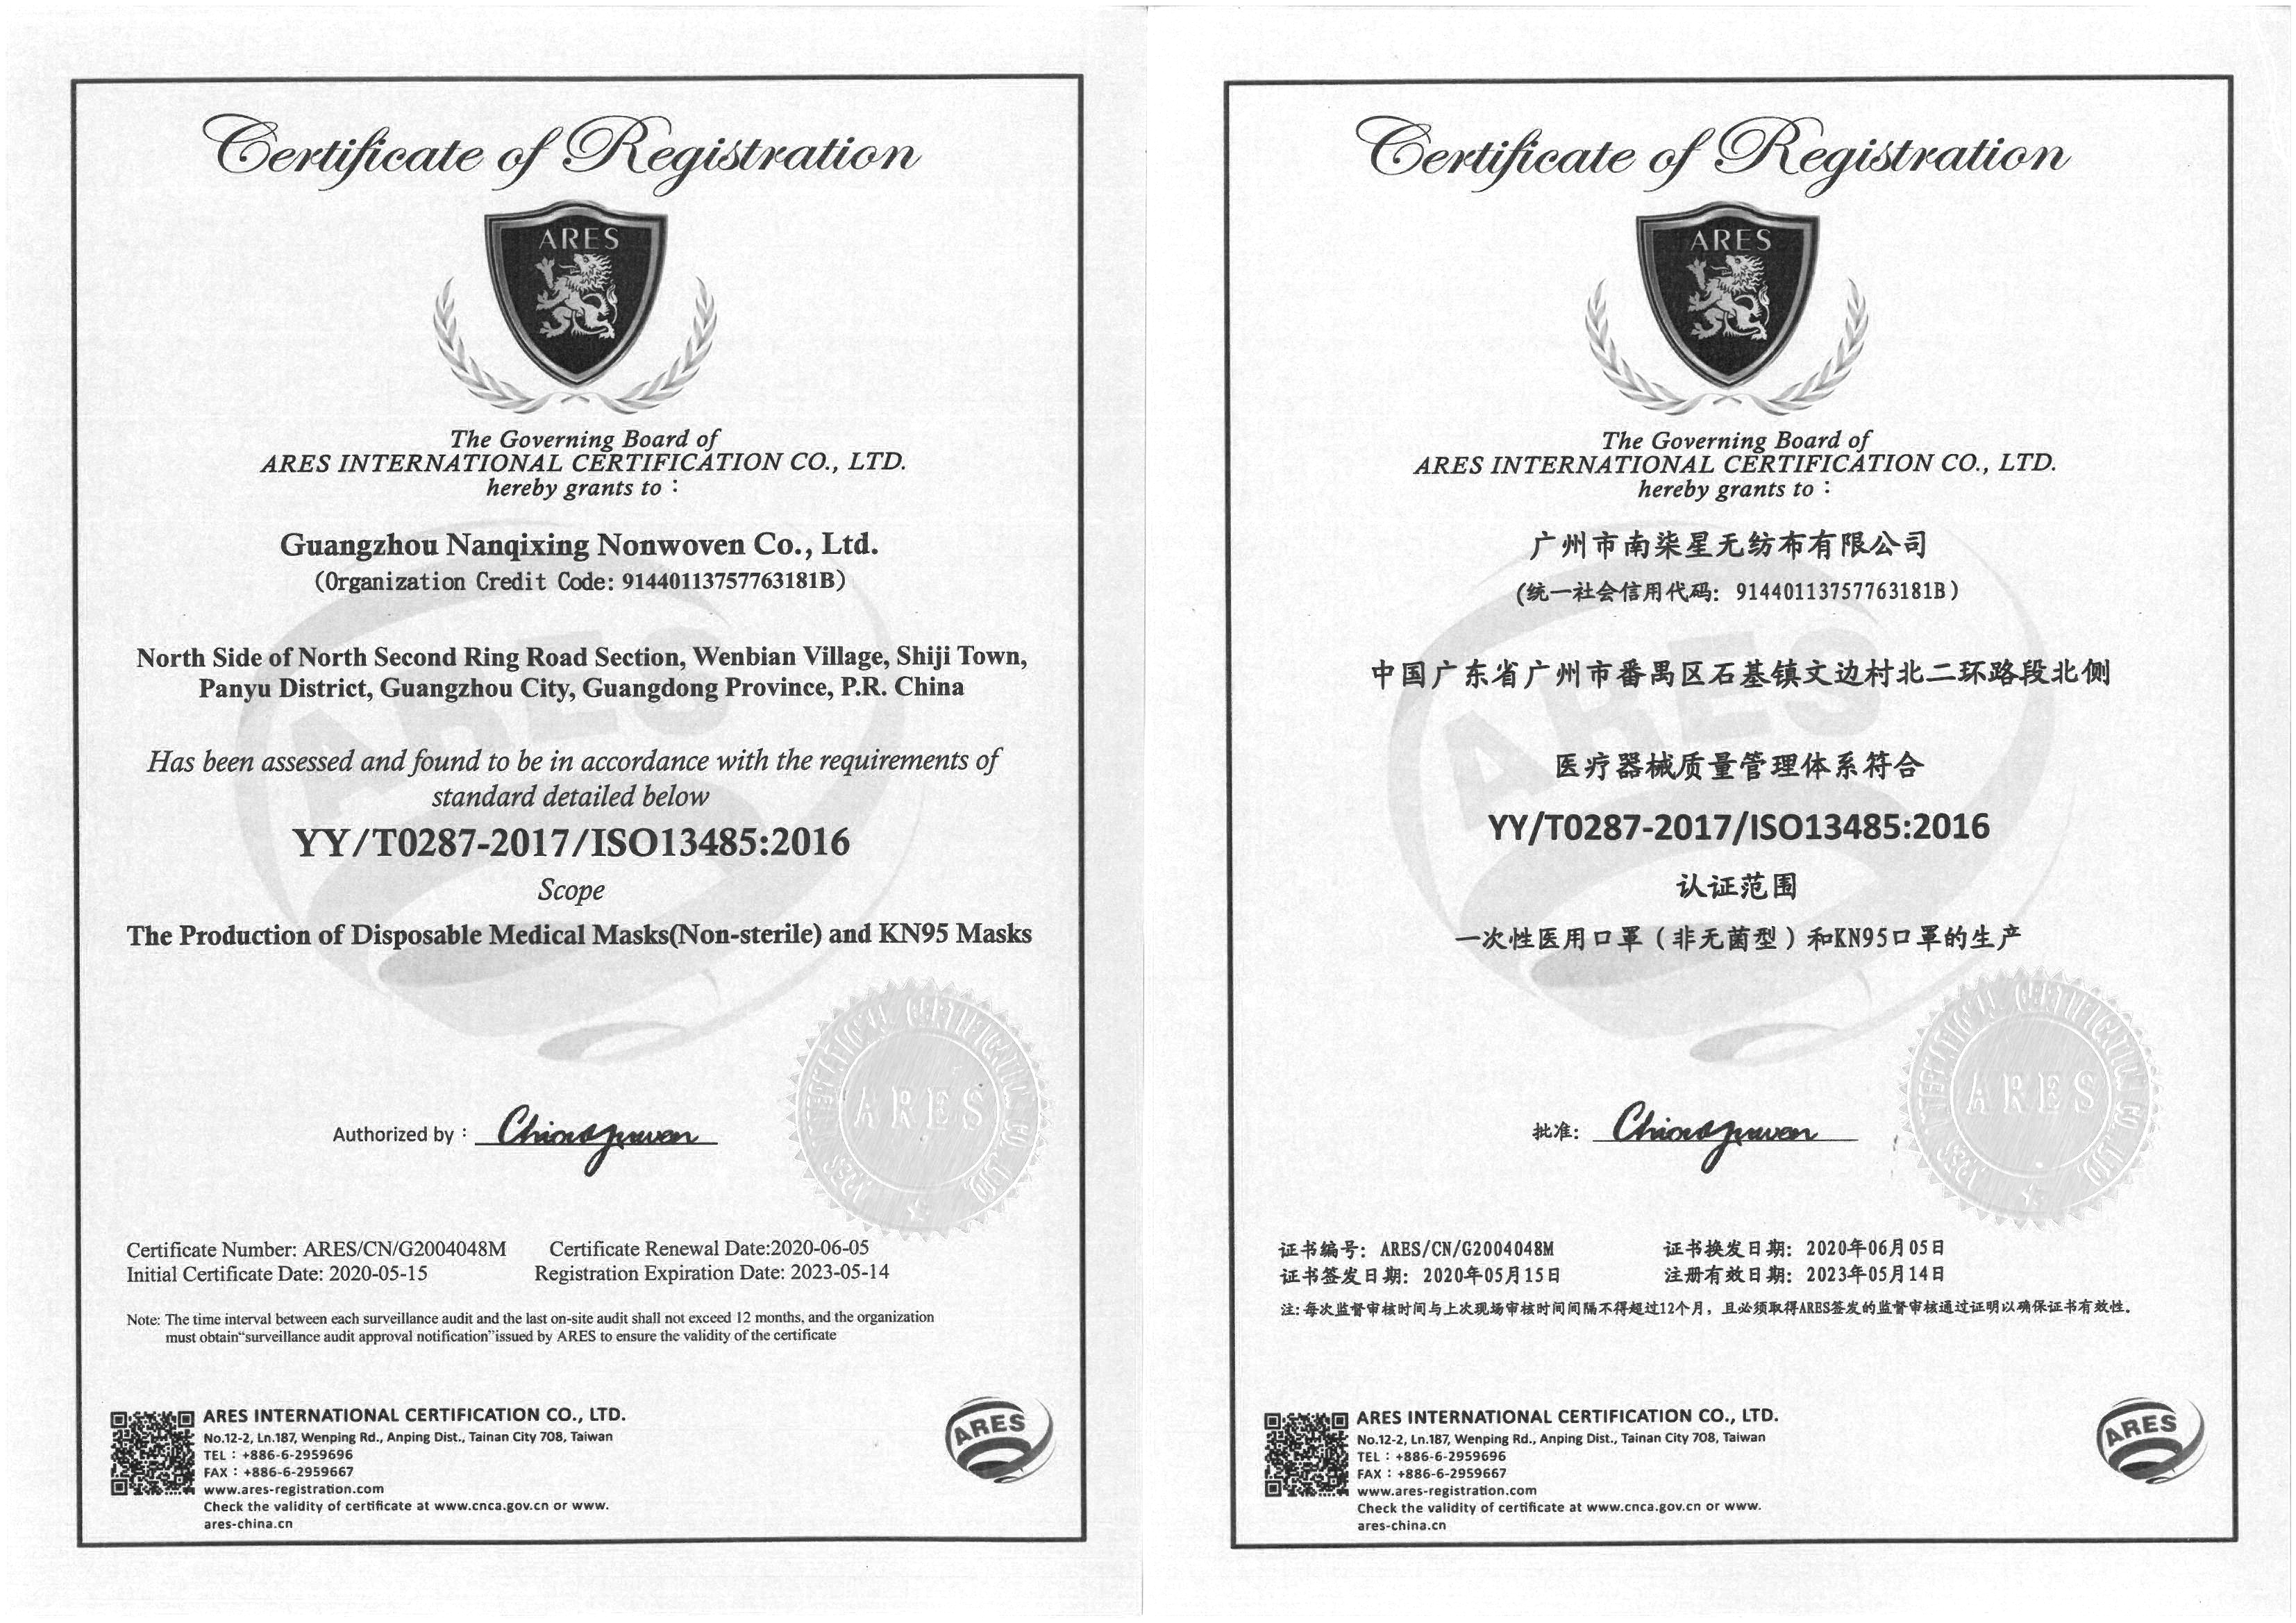 Certificate of Registration
ARES
The Governing Board of
ARES INTERNATIONAL CERTIFICATION CO., LTD.
hereby grants to：
Guangzhou Nanqixing Nonwoven Co., Ltd.
(Organization Credit Code: 91440113757763181B)
North Side of North Second Ring Road Section, Wenbian Village, Shiji Town,
Panyu District, Guangzhou City, Guangdong Province, P.R. China
Has been assessed and found to be in accordance with the requirements of
standard detailed below
YY/T0287-2017/ISO13485:2016
Scope
The Production of Disposable Medical Masks(Non-sterile) and KN95 Masks
ARES
ARES INTERNATIONAL CERTIFICATION CO., LTD.
ARES
Authorized by：
Certificate Number: ARES/CN/G2004048M Certificate Renewal Date:2020-06-05
Initial Certificate Date: 2020-05-15 Registration Expiration Date: 2023-05-14
Note: The time interval between each surveillance audit and the last on-site audit shall not exceed 12 months, and the organization
must obtain“surveillance audit approval notification”issued by ARES to ensure the validity of the certificate
ARES INTERNATIONAL CERTIFICATION CO., LTD.
No.12-2, Ln.187, Wenping Rd., Anping Dist., Tainan City 708, Taiwan
TEL：+886-6-2959696
FAX：+886-6-2959667
www.ares-registration.com
Check the validity of certificate at www.cnca.gov.cn or www.
ares-china.cn
ARES
Certificate of Registration
ARES
The Governing Board of
ARES INTERNATIONAL CERTIFICATION CO., LTD.
hereby grants to：
广州市南柒星无纺布有限公司
(统一社会信用代码: 91440113757763181B)
中国广东省广州市番禺区石基镇文边村北二环路段北侧
医疗器械质量管理体系符合
YY/T0287-2017/ISO13485:2016
认证范围
一次性医用口罩（非无菌型）和KN95口罩的生产
ARES
ARES INTERNATIONAL CERTIFICATION CO., LTD.
ARES
批准:
证书编号: ARES/CN/G2004048M 证书换发日期: 2020年06月05日
证书签发日期: 2020年05月15日 注册有效日期: 2023年05月14日
注:每次监督审核时间与上次现场审核时间间隔不得超过12个月，且必须取得ARES签发的监督审核通过证明以确保证书有效性。
ARES INTERNATIONAL CERTIFICATION CO., LTD.
No.12-2, Ln.187, Wenping Rd., Anping Dist., Tainan City 708, Taiwan
TEL：+886-6-2959696
FAX：+886-6-2959667
www.ares-registration.com
Check the validity of certificate at www.cnca.gov.cn or www.
ares-china.cn
ARES